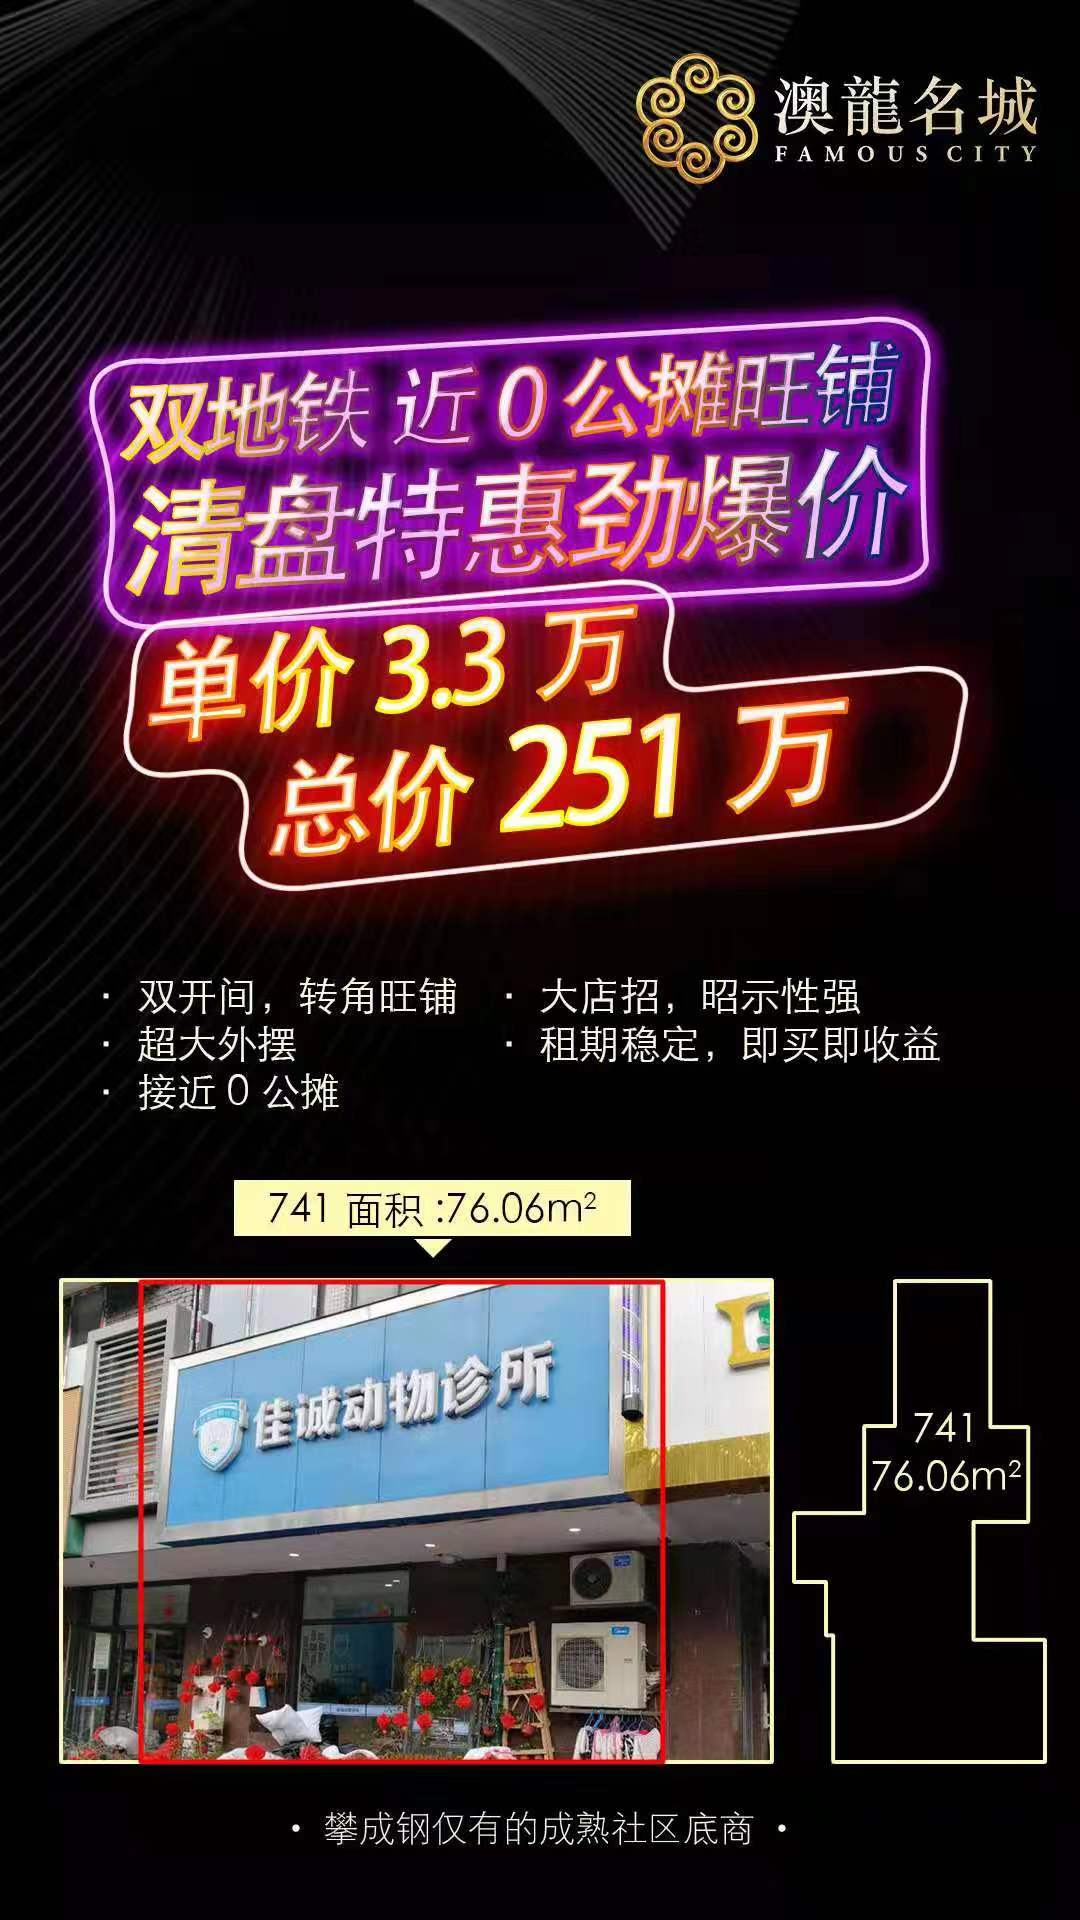 澳龍名城
FAMOUS CITY
双地铁 近 0 公摊旺铺
清盘特惠劲爆价
单价 3.3 万
总价 251 万
· 双开间，转角旺铺
· 超大外摆
· 接近 0 公摊
· 大店招，昭示性强
· 租期稳定，即买即收益
741 面积 :76.06m²
佳诚动物诊所
741
76.06m²
• 攀成钢仅有的成熟社区底商 •